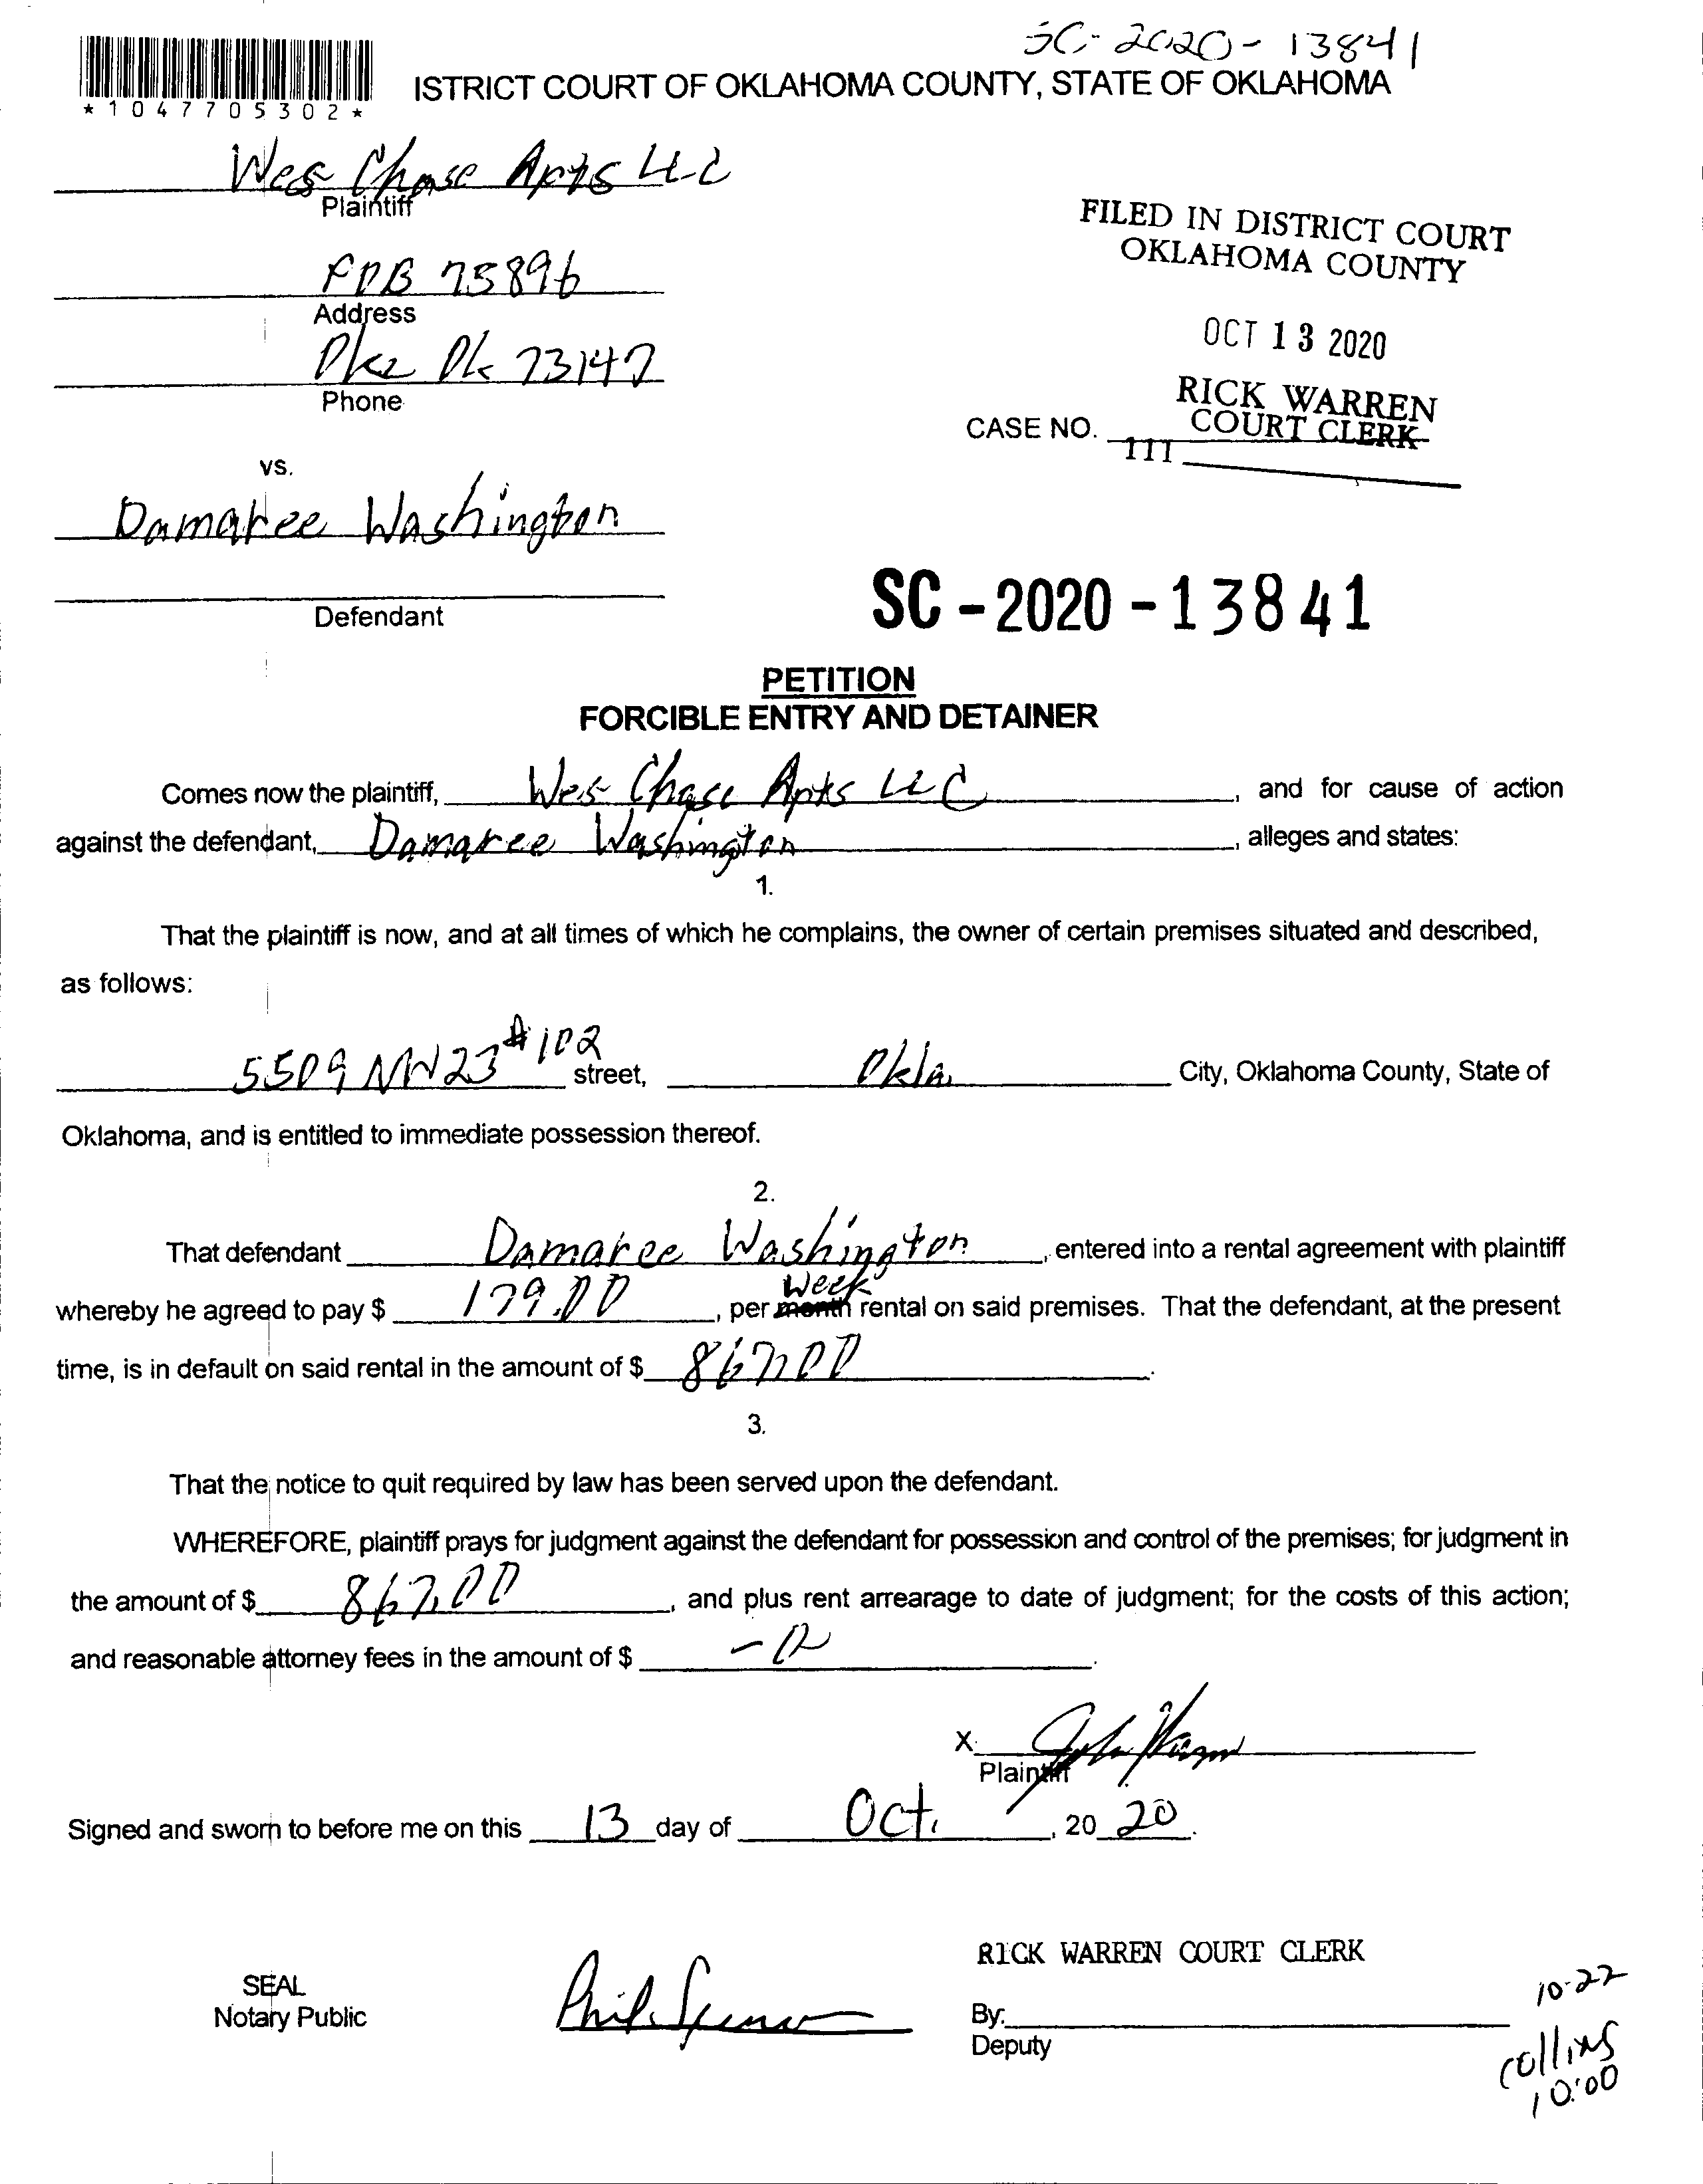 SC-2020-13841
ISTRICT COURT OF OKLAHOMA COUNTY, STATE OF OKLAHOMA
*1047705302*
Wes Chase Apts LLC
Plaintiff
FILED IN DISTRICT COURT
OKLAHOMA COUNTY
POB 75896
Address
OCT 13 2020
Okc Ok 73147
Phone
RICK WARREN
COURT CLERK
CASE NO.
111
vs.
Damaree Washington
Defendant
SC-2020-13841
PETITION
FORCIBLE ENTRY AND DETAINER
Comes now the plaintiff, Wes Chase Apts LLC, and for cause of action
against the defendant, Damaree Washington, alleges and states:
1.
That the plaintiff is now, and at all times of which he complains, the owner of certain premises situated and described,
as follows:
5509 NW 23 #102 street, Okla. City, Oklahoma County, State of
Oklahoma, and is entitled to immediate possession thereof.
2.
That defendant Damaree Washington, entered into a rental agreement with plaintiff
whereby he agreed to pay $ 179.00, per month Week rental on said premises. That the defendant, at the present
time, is in default on said rental in the amount of $ 867.00.
3.
That the notice to quit required by law has been served upon the defendant.
WHEREFORE, plaintiff prays for judgment against the defendant for possession and control of the premises; for judgment in
the amount of $ 867.00, and plus rent arrearage to date of judgment; for the costs of this action;
and reasonable attorney fees in the amount of $ -0.
X
Plaintiff
Signed and sworn to before me on this 13 day of Oct., 20 20.
RICK WARREN COURT CLERK
SEAL
Notary Public
By:
Deputy
10-22
Collins
10:00